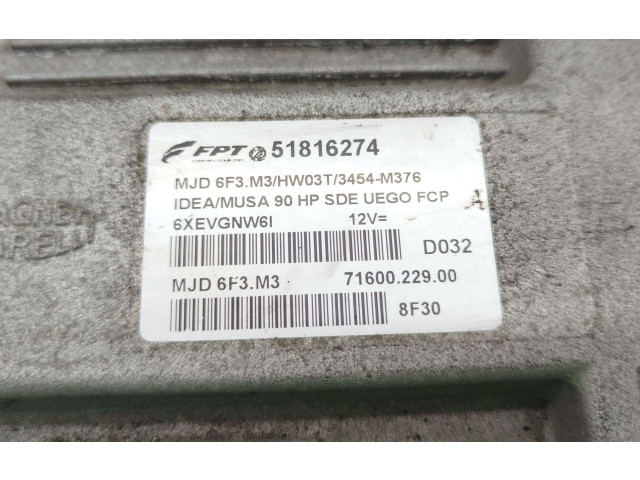 FPT 51816274
MJD 6F3.M3/HW03T/3454-M376
IDEA/MUSA 90 HP SDE UEGO FCP
6XEVGNW6I 12V=
D032
MJD 6F3.M3 71600.229.00
8F30